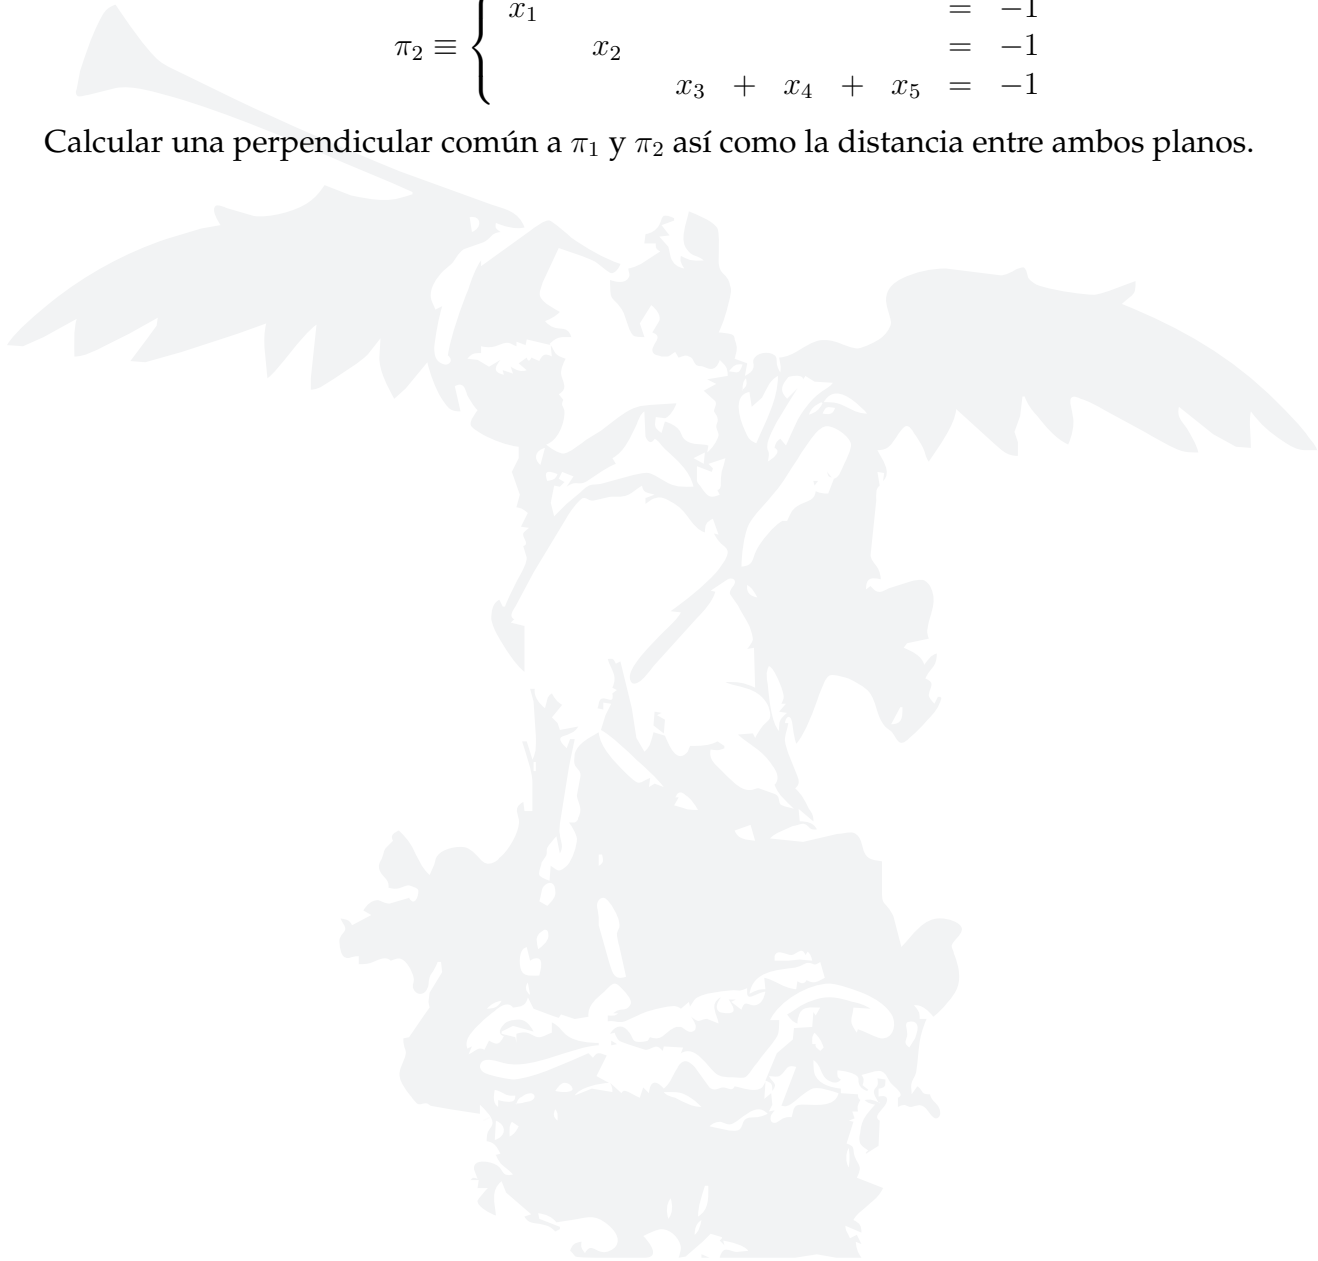 x₁ = −1
π₂ ≡ { x₂ = −1
x₃ + x₄ + x₅ = −1
Calcular una perpendicular común a π₁ y π₂ así como la distancia entre ambos planos.